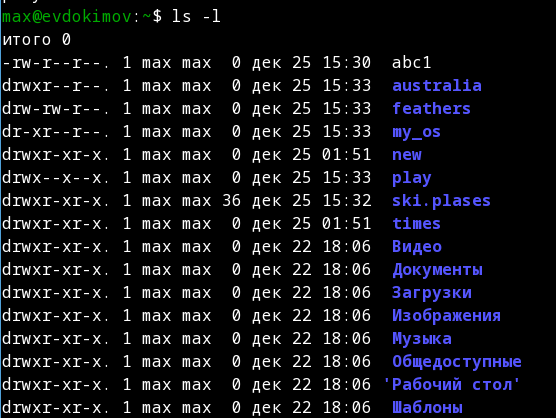 max@evdokimov:~$ ls -l
итого 0
-rw-r--r--. 1 max max  0 дек 25 15:30  abc1
drwxr--r--. 1 max max  0 дек 25 15:33  australia
drw-rw-r--. 1 max max  0 дек 25 15:33  feathers
dr-xr--r--. 1 max max  0 дек 25 15:33  my_os
drwxr-xr-x. 1 max max  0 дек 25 01:51  new
drwx--x--x. 1 max max  0 дек 25 15:33  play
drwxr-xr-x. 1 max max 36 дек 25 15:32  ski.plases
drwxr-xr-x. 1 max max  0 дек 25 01:51  times
drwxr-xr-x. 1 max max  0 дек 22 18:06  Видео
drwxr-xr-x. 1 max max  0 дек 22 18:06  Документы
drwxr-xr-x. 1 max max  0 дек 22 18:06  Загрузки
drwxr-xr-x. 1 max max  0 дек 22 18:06  Изображения
drwxr-xr-x. 1 max max  0 дек 22 18:06  Музыка
drwxr-xr-x. 1 max max  0 дек 22 18:06  Общедоступные
drwxr-xr-x. 1 max max  0 дек 22 18:06 'Рабочий стол'
drwxr-xr-x. 1 max max  0 дек 22 18:06  Шаблоны